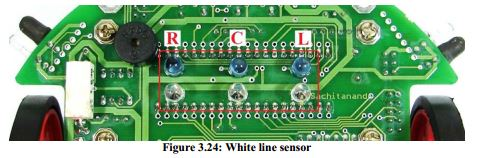 R C L
Sachitanand
Figure 3.24: White line sensor